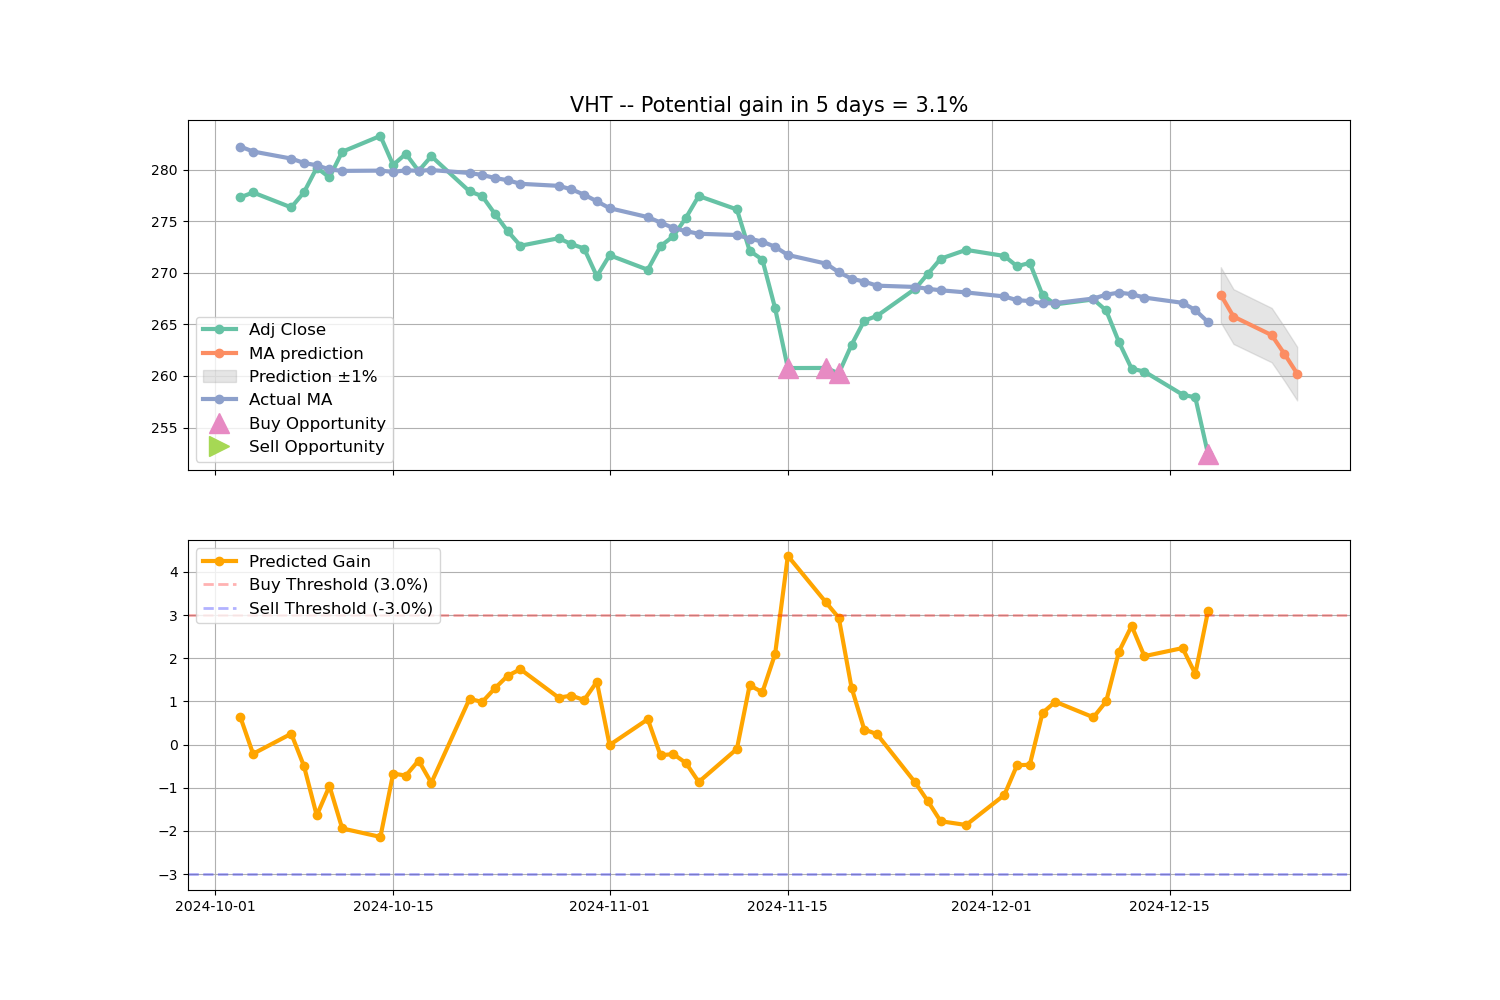 VHT -- Potential gain in 5 days = 3.1%
280
275
270
265
260
255
Adj Close
MA prediction
Prediction ±1%
Actual MA
Buy Opportunity
Sell Opportunity
4
3
2
1
0
−1
−2
−3
Predicted Gain
Buy Threshold (3.0%)
Sell Threshold (-3.0%)
2024-10-01
2024-10-15
2024-11-01
2024-11-15
2024-12-01
2024-12-15